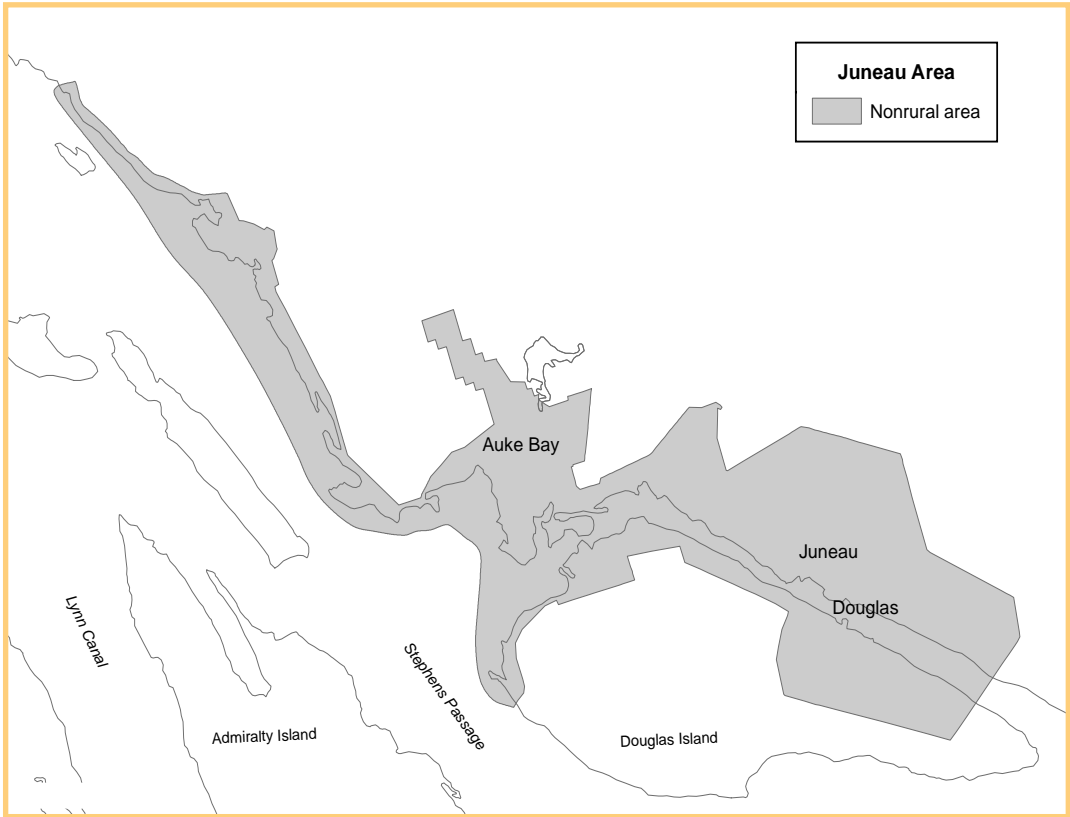 Juneau Area
Nonrural area
Auke Bay
Juneau
Douglas
Lynn Canal
Stephens Passage
Admiralty Island
Douglas Island